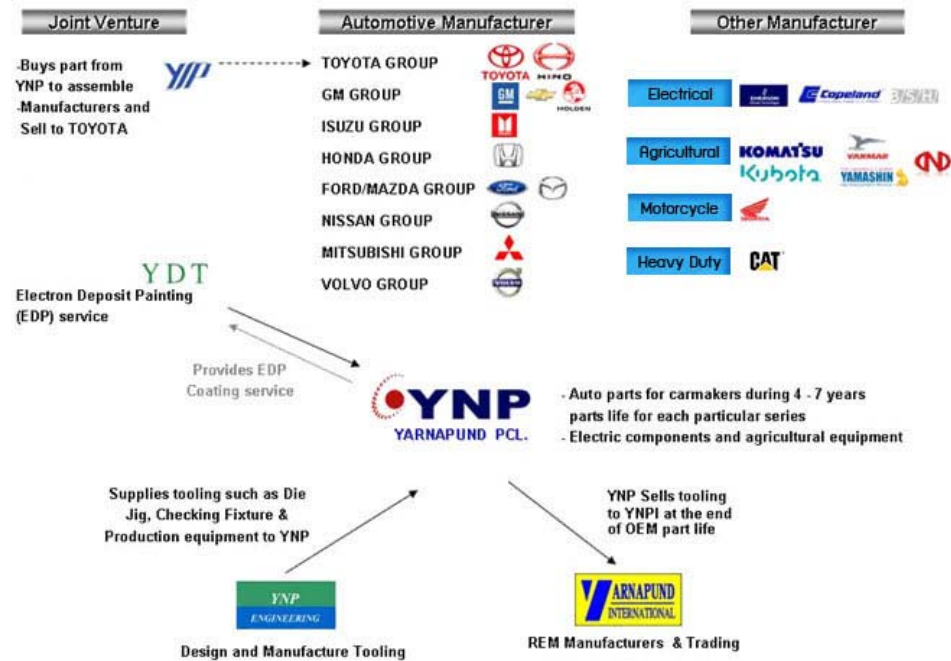 Joint Venture
Automotive Manufacturer
Other Manufacturer
-Buys part from
YNP to assemble
-Manufacturers and
Sell to TOYOTA
YIP
TOYOTA GROUP
TOYOTA
HINO
GM GROUP
GM
HOLDEN
ISUZU GROUP
HONDA GROUP
FORD/MAZDA GROUP
Ford
NISSAN GROUP
NISSAN
MITSUBISHI GROUP
VOLVO GROUP
VOLVO
Electrical
EMERSON
Copeland
B/S/H/
Agricultural
KOMATSU
YANMAR
Kubota
YAMASHIN
Motorcycle
HONDA
Heavy Duty
CAT
YDT
Electron Deposit Painting
(EDP) service
Provides EDP
Coating service
YNP
YARNAPUND PCL.
- Auto parts for carmakers during 4 - 7 years
parts life for each particular series
- Electric components and agricultural equipment
Supplies tooling such as Die
Jig, Checking Fixture &
Production equipment to YNP
YNP Sells tooling
to YNPI at the end
of OEM part life
YNP
ENGINEERING
Design and Manufacture Tooling
YARNAPUND
INTERNATIONAL
REM Manufacturers & Trading